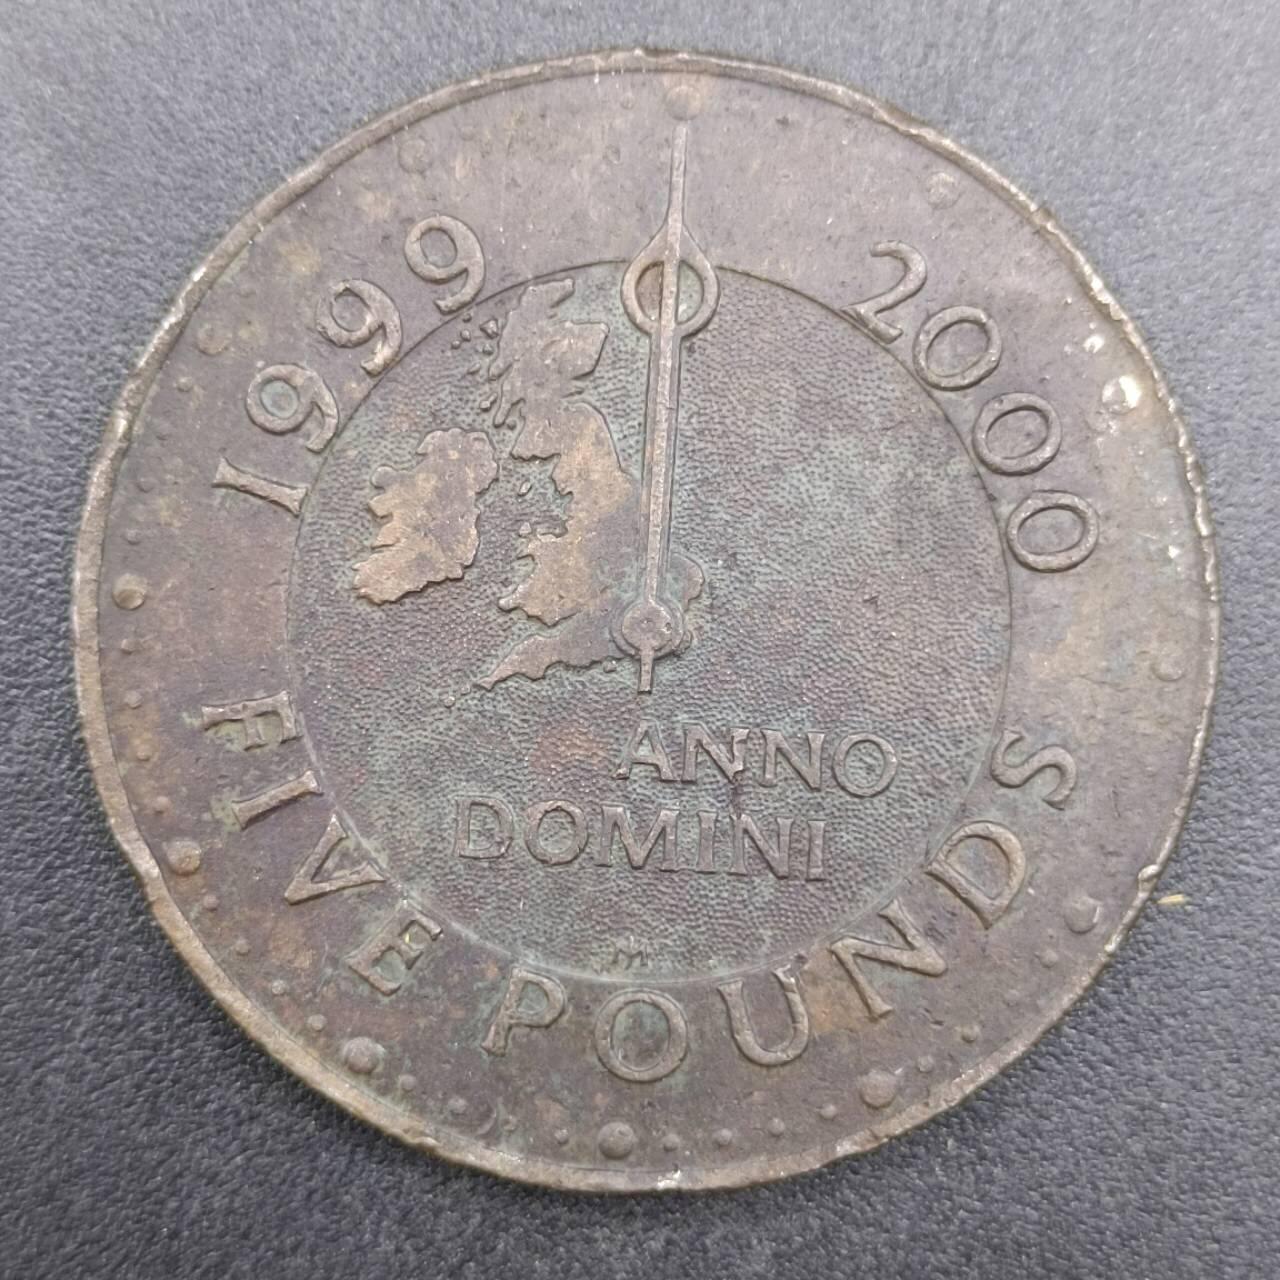 1999 2000
ANNO
DOMINI
FIVE POUNDS